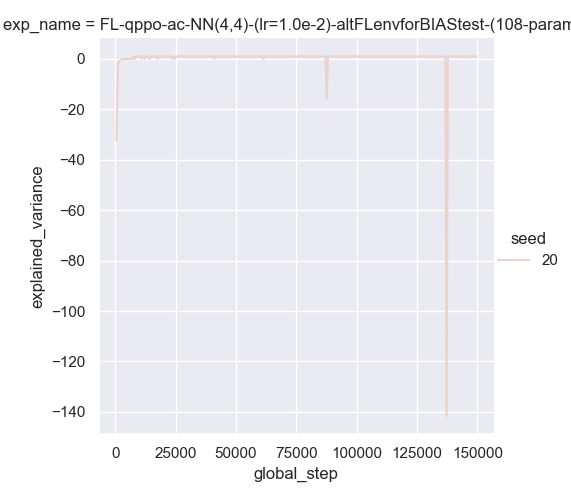 exp_name = FL-qppo-ac-NN(4,4)-(lr=1.0e-2)-altFLenvforBIAStest-(108-param
0
−20
−40
−60
−80
−100
−120
−140
explained_variance
0 25000 50000 75000 100000 125000 150000
global_step
seed
20